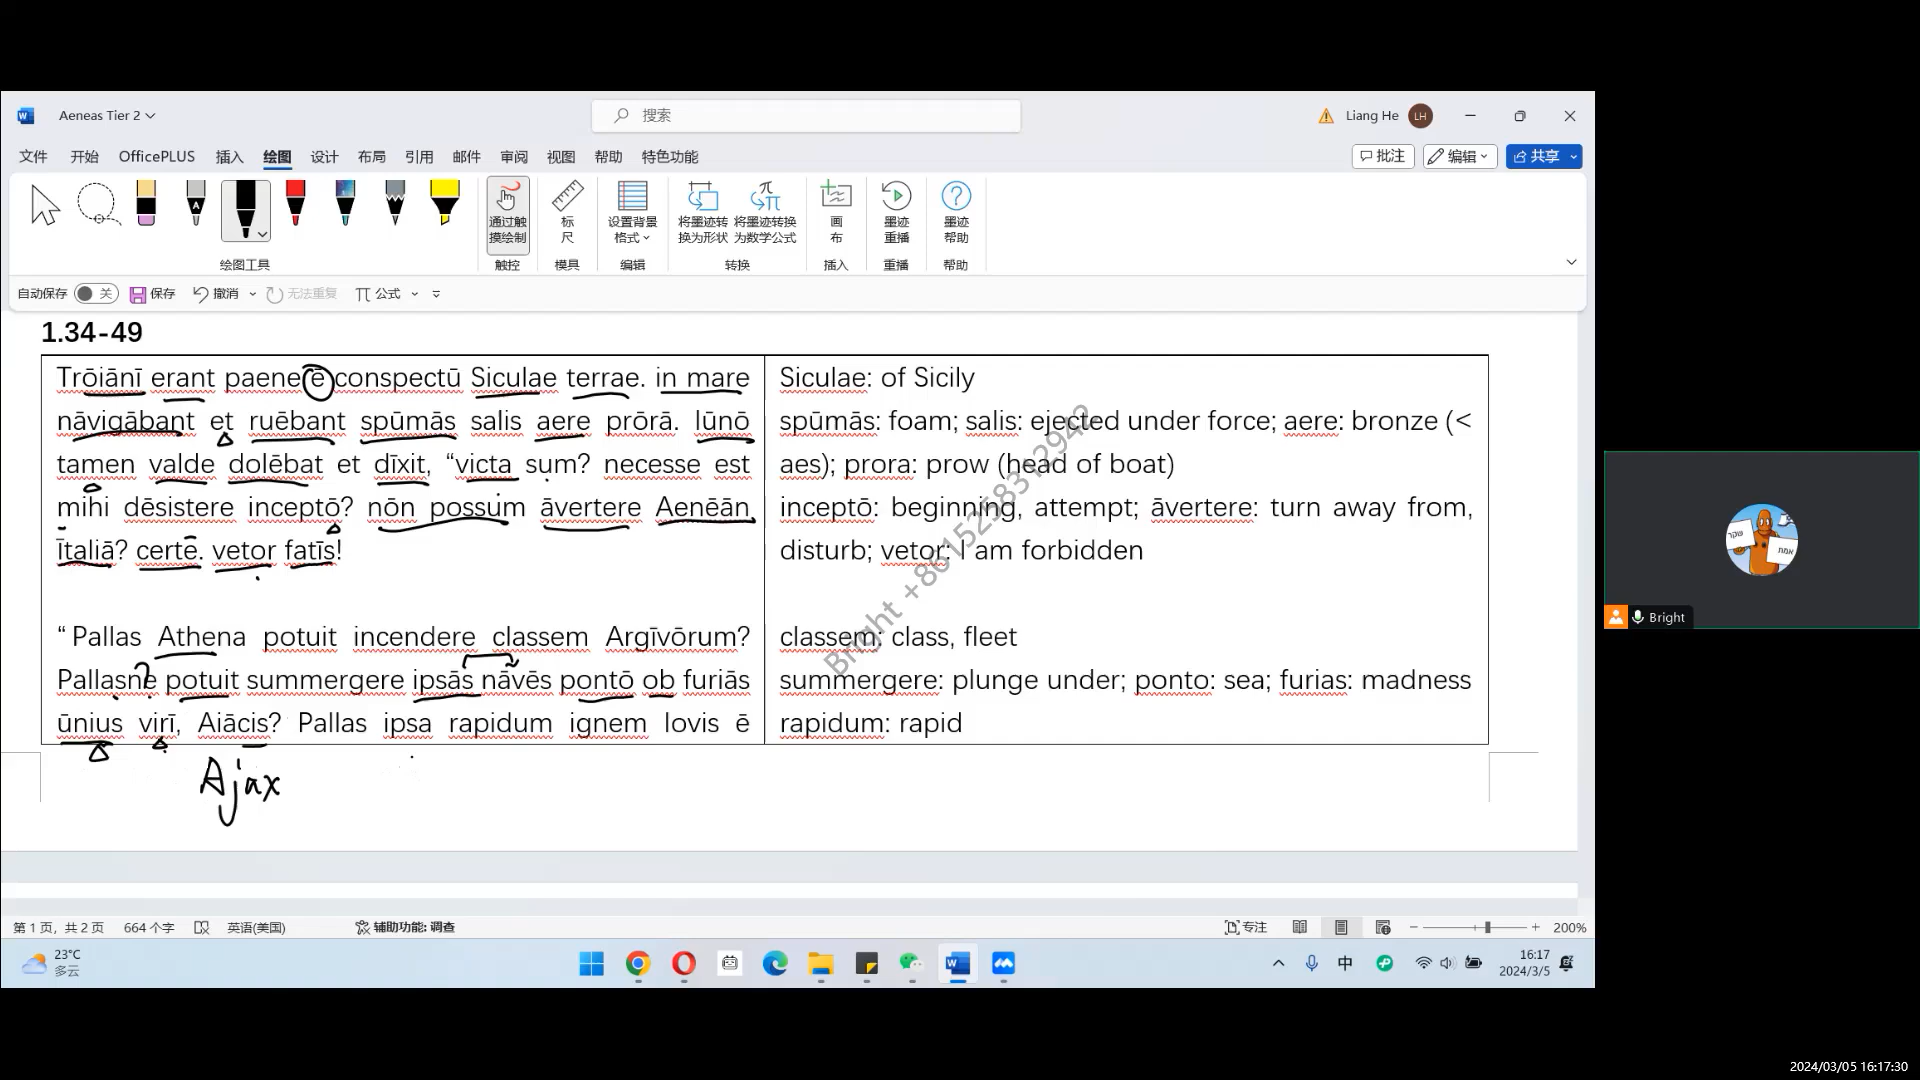 Aeneas Tier 2
搜索
Liang He
LH
文件 开始 OfficePLUS 插入 绘图 设计 布局 引用 邮件 审阅 视图 帮助 特色功能
批注 编辑 共享
通过触摸绘制
标尺
设置背景格式
将墨迹转换为形状
将墨迹转换为数学公式
画布
墨迹重播
墨迹帮助
绘图工具 触控 模具 编辑 转换 插入 重播 帮助
自动保存 关 保存 撤消 无法重复 公式
1.34-49
Trōiānī erant paene ē conspectū Siculae terrae. in mare
nāvigābant et ruēbant spūmās salis aere prōrā. Iūnō
tamen valde dolēbat et dīxit, “victa sum? necesse est
mihi dēsistere inceptō? nōn possum āvertere Aenēān
Ītaliā? certē. vetor fatīs!
“ Pallas Athena potuit incendere classem Argīvōrum?
Pallasne potuit summergere ipsās nāvēs pontō ob furiās
ūnius virī, Aiācis? Pallas ipsa rapidum ignem Iovis ē
?
Ajax
Siculae: of Sicily
spūmās: foam; salis: ejected under force; aere: bronze (<
aes); prora: prow (head of boat)
inceptō: beginning, attempt; āvertere: turn away from,
disturb; vetor: I am forbidden
classem: class, fleet
summergere: plunge under; ponto: sea; furias: madness
rapidum: rapid
Bright +8615258312942
第 1 页，共 2 页 664 个字 英语(美国) 辅助功能: 调查
专注 200%
23°C
多云
中
16:17
2024/3/5
שקר
אמת
Bright
2024/03/05 16:17:30